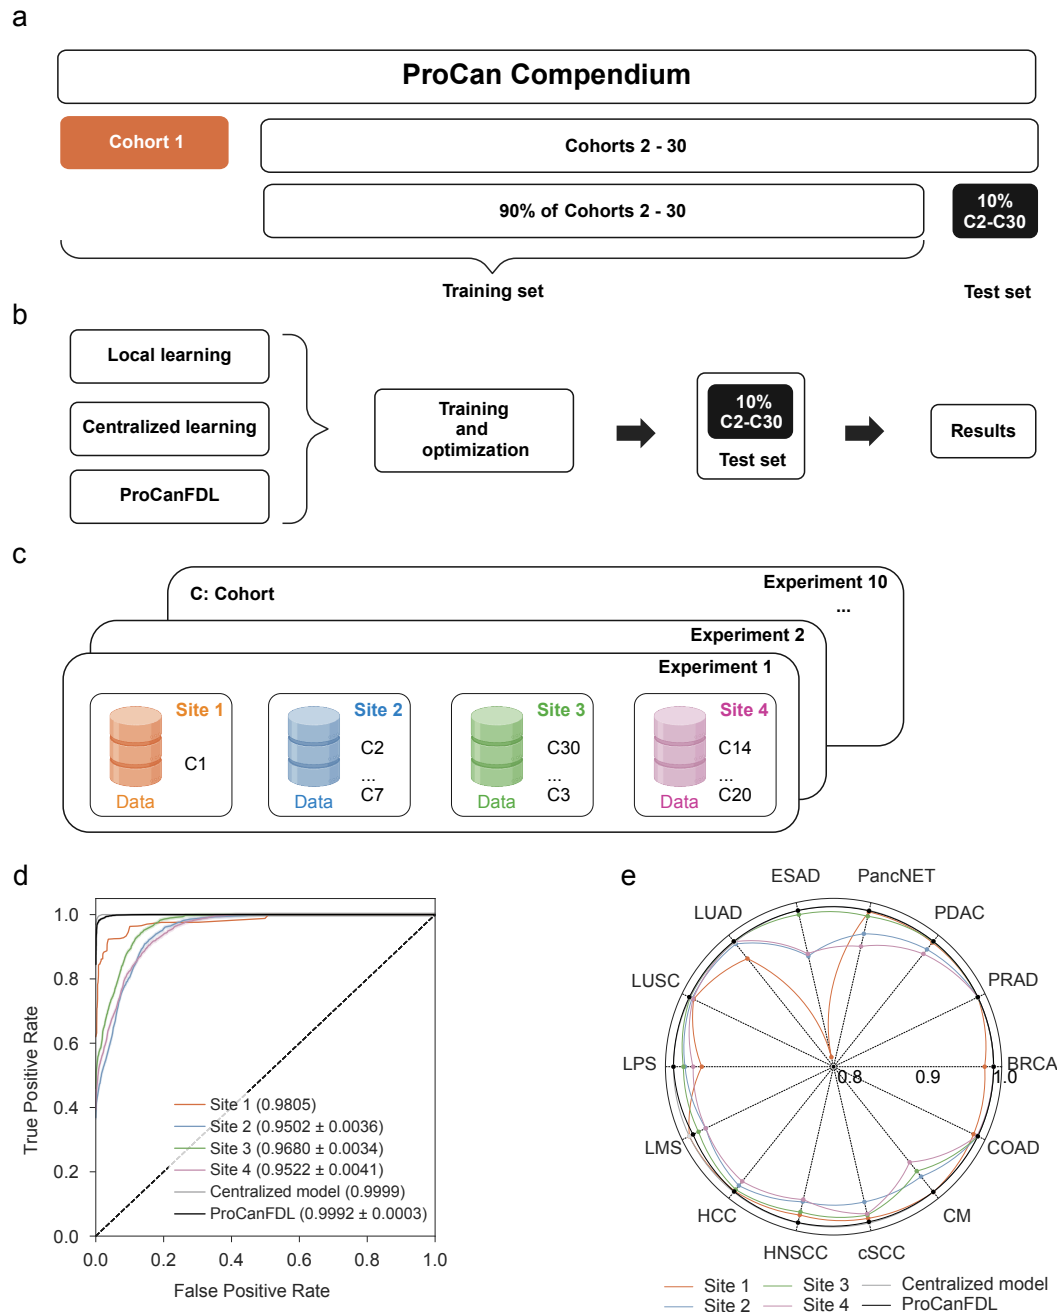 a
ProCan Compendium
Cohort 1
Cohorts 2 - 30
90% of Cohorts 2 - 30
10%
C2-C30
Training set
Test set
b
Local learning
Centralized learning
ProCanFDL
Training
and
optimization
10%
C2-C30
Test set
Results
c
C: Cohort
Experiment 10
...
Experiment 2
Experiment 1
Site 1
C1
Data
Site 2
C2
...
C7
Data
Site 3
C30
...
C3
Data
Site 4
C14
...
C20
Data
d
True Positive Rate
1.0
0.8
0.6
0.4
0.2
0.0
Site 1 (0.9805)
Site 2 (0.9502 ± 0.0036)
Site 3 (0.9680 ± 0.0034)
Site 4 (0.9522 ± 0.0041)
Centralized model (0.9999)
ProCanFDL (0.9992 ± 0.0003)
0.0 0.2 0.4 0.6 0.8 1.0
False Positive Rate
e
ESAD
PancNET
LUAD
PDAC
LUSC
PRAD
LPS
0.8 0.9 1.0
BRCA
LMS
COAD
HCC
CM
HNSCC
cSCC
Site 1
Site 2
Site 3
Site 4
Centralized model
ProCanFDL